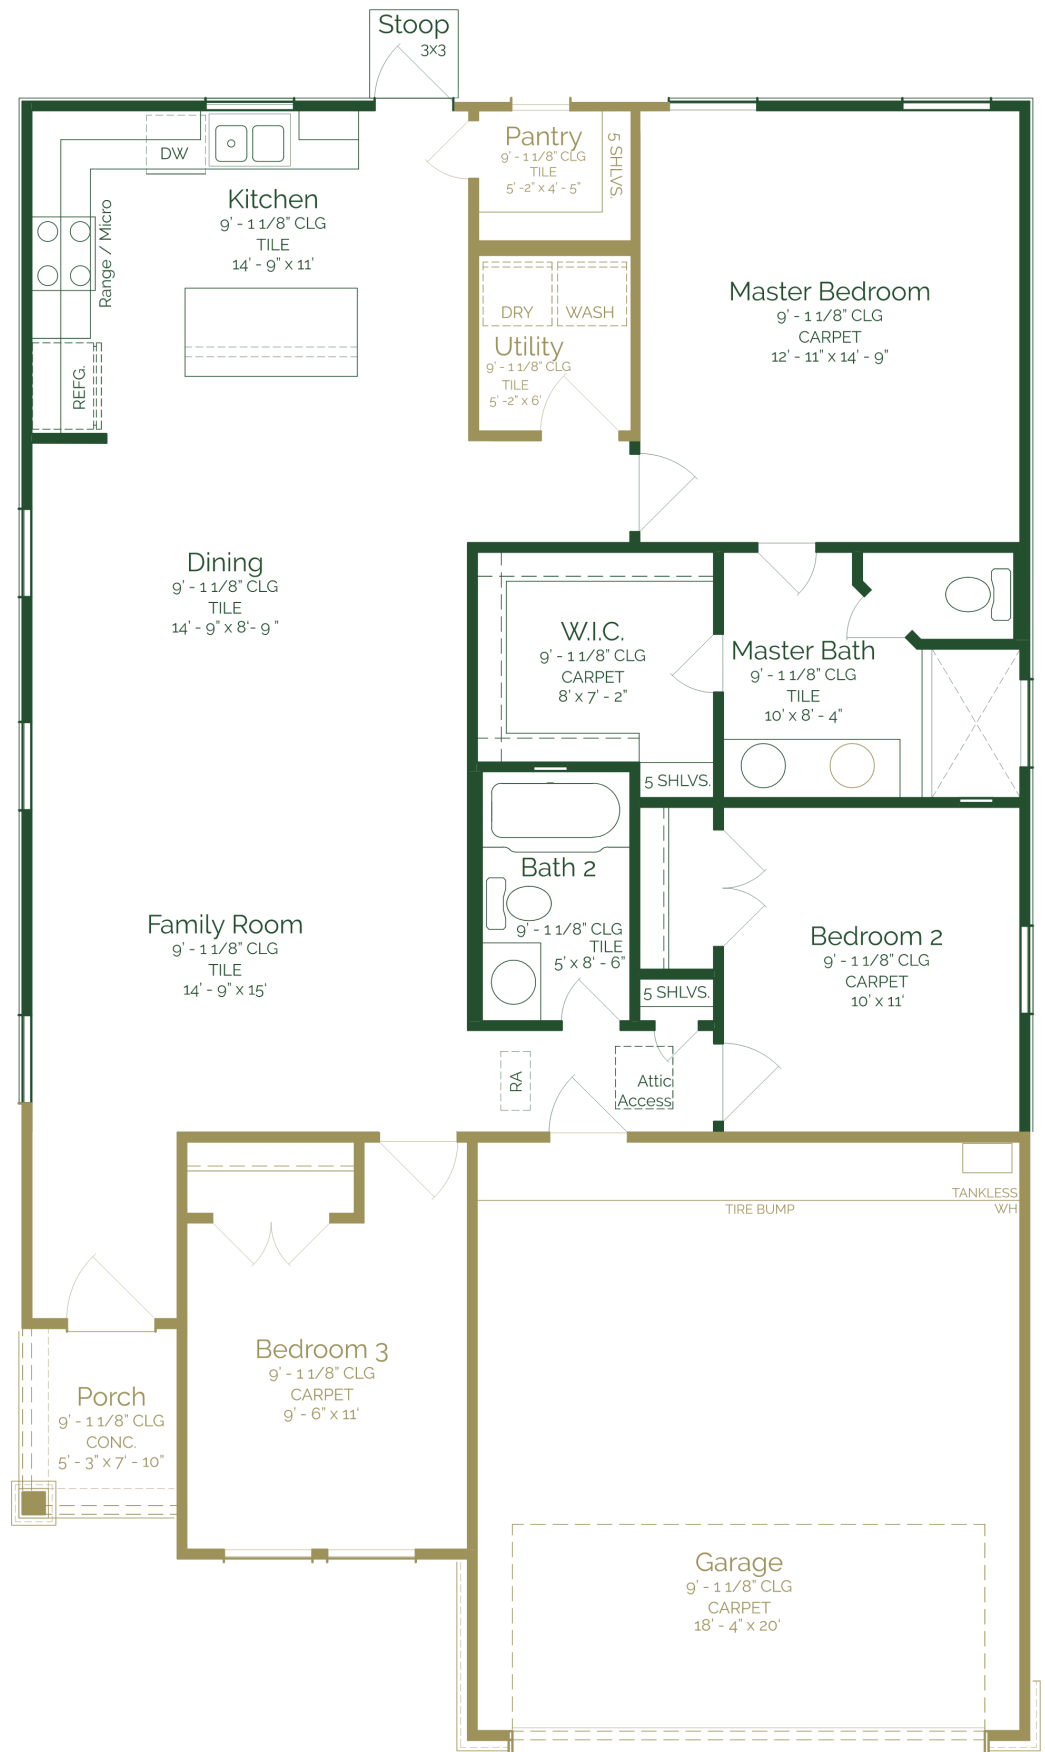 Stoop
3x3
DW
Kitchen
9' - 1 1/8" CLG
TILE
14' - 9" x 11'
Range / Micro
REFG.
Pantry
9' - 1 1/8" CLG
TILE
5' -2" x 4' - 5"
5 SHLVS.
DRY
WASH
Utility
9' - 1 1/8" CLG
TILE
5' -2" x 6'
Master Bedroom
9' - 1 1/8" CLG
CARPET
12' - 11" x 14' - 9"
Dining
9' - 1 1/8" CLG
TILE
14' - 9" x 8'- 9 "
W.I.C.
9' - 1 1/8" CLG
CARPET
8' x 7' - 2"
5 SHLVS.
Master Bath
9' - 1 1/8" CLG
TILE
10' x 8' - 4"
Family Room
9' - 1 1/8" CLG
TILE
14' - 9" x 15'
Bath 2
9' - 1 1/8" CLG
TILE
5' x 8' - 6"
5 SHLVS.
Bedroom 2
9' - 1 1/8" CLG
CARPET
10' x 11'
RA
Attic
Access
TANKLESS
WH
TIRE BUMP
Bedroom 3
9' - 1 1/8" CLG
CARPET
9' - 6" x 11'
Porch
9' - 1 1/8" CLG
CONC.
5' - 3" x 7' - 10"
Garage
9' - 1 1/8" CLG
CARPET
18' - 4" x 20'